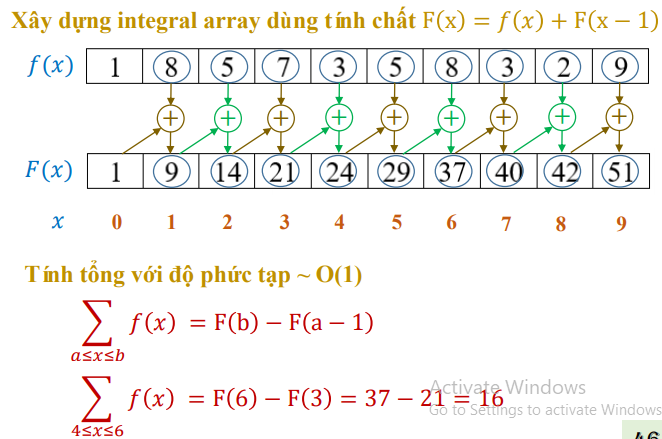 Xây dựng integral array dùng tính chất F(x) = f(x) + F(x − 1)
f(x) 1 8 5 7 3 5 8 3 2 9
+ + + + + + + + +
F(x) 1 9 14 21 24 29 37 40 42 51
x 0 1 2 3 4 5 6 7 8 9
Tính tổng với độ phức tạp ~ O(1)
∑ f(x) = F(b) − F(a − 1)
a≤x≤b
∑ f(x) = F(6) − F(3) = 37 − 21 = 16
4≤x≤6
Activate Windows
Go to Settings to activate Windows
46